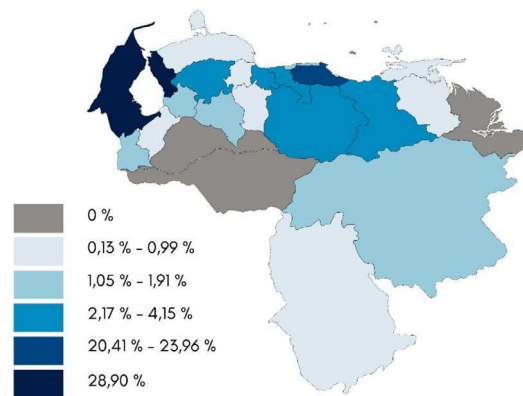 0 %
0,13 % - 0,99 %
1,05 % - 1,91 %
2,17 % - 4,15 %
20,41 % - 23,96 %
28,90 %